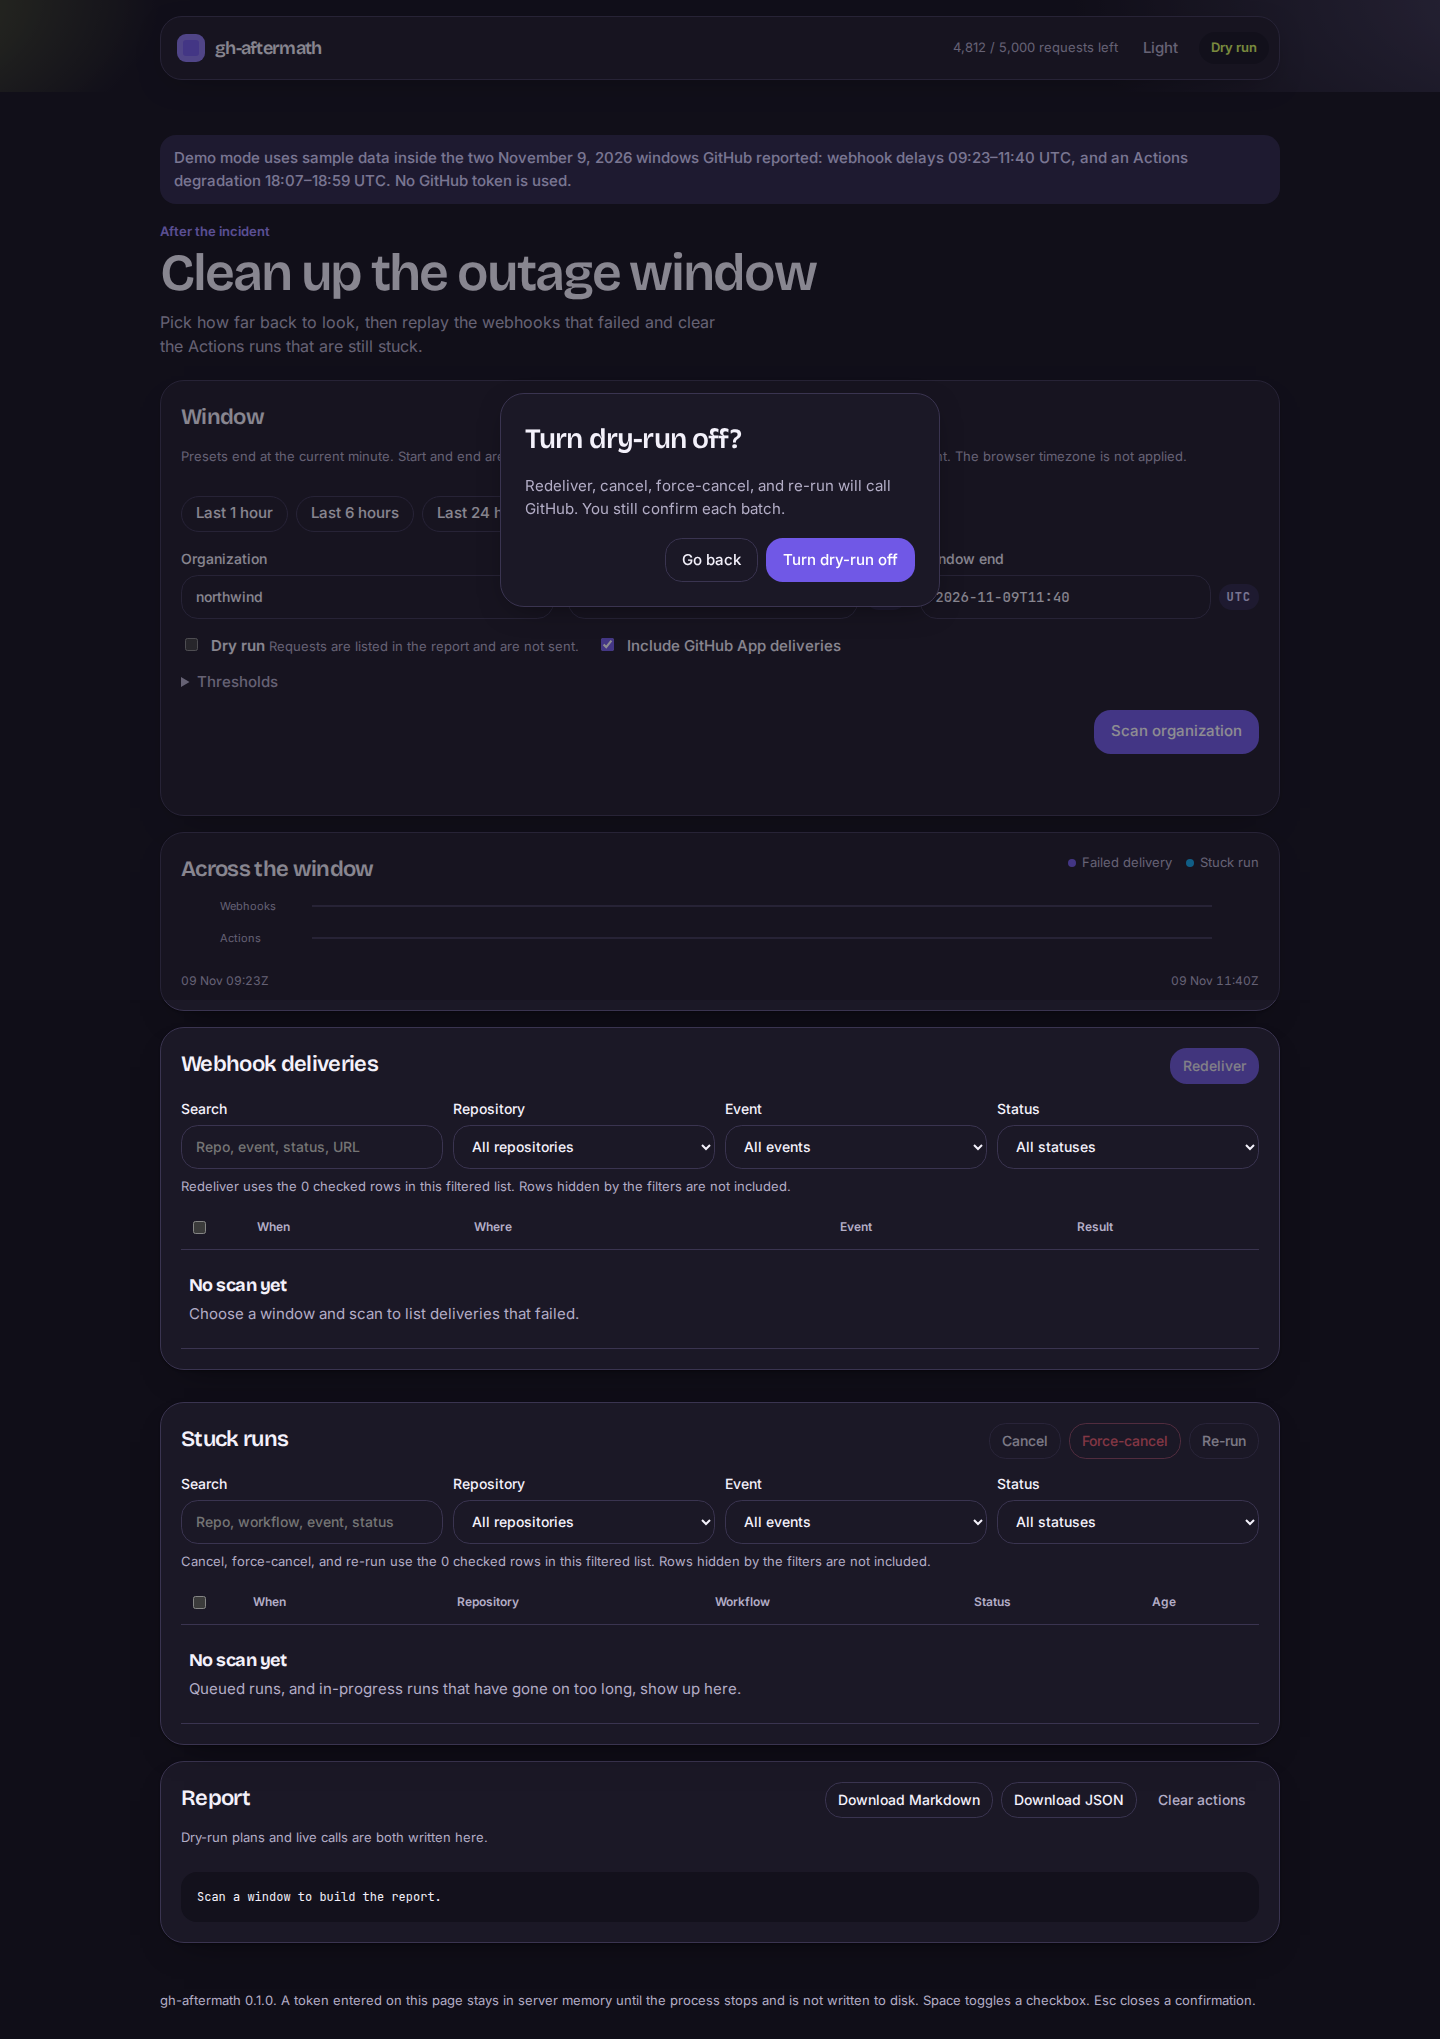 gh-aftermath
4,812 / 5,000 requests left
Light
Dry run
Demo mode uses sample data inside the two November 9, 2026 windows GitHub reported: webhook delays 09:23–11:40 UTC, and an Actions
degradation 18:07–18:59 UTC. No GitHub token is used.
After the incident
Clean up the outage window
Pick how far back to look, then replay the webhooks that failed and clear
the Actions runs that are still stuck.
Window
Presets end at the current minute. Start and end are
The browser timezone is not applied.
Last 1 hour
Last 6 hours
Last 24
Turn dry-run off?
Redeliver, cancel, force-cancel, and re-run will call
GitHub. You still confirm each batch.
Go back
Turn dry-run off
Organization
end
northwind
2026-11-09T11:40
UTC
Dry run Requests are listed in the report and are not sent.
Include GitHub App deliveries
Thresholds
Scan organization
Across the window
Failed delivery
Stuck run
Webhooks
Actions
09 Nov 09:23Z
09 Nov 11:40Z
Webhook deliveries
Redeliver
Search
Repository
Event
Status
Repo, event, status, URL
All repositories
All events
All statuses
Redeliver uses the 0 checked rows in this filtered list. Rows hidden by the filters are not included.
When
Where
Event
Result
No scan yet
Choose a window and scan to list deliveries that failed.
Stuck runs
Cancel
Force-cancel
Re-run
Search
Repository
Event
Status
Repo, workflow, event, status
All repositories
All events
All statuses
Cancel, force-cancel, and re-run use the 0 checked rows in this filtered list. Rows hidden by the filters are not included.
When
Repository
Workflow
Status
Age
No scan yet
Queued runs, and in-progress runs that have gone on too long, show up here.
Report
Download Markdown
Download JSON
Clear actions
Dry-run plans and live calls are both written here.
Scan a window to build the report.
gh-aftermath 0.1.0. A token entered on this page stays in server memory until the process stops and is not written to disk. Space toggles a checkbox. Esc closes a confirmation.